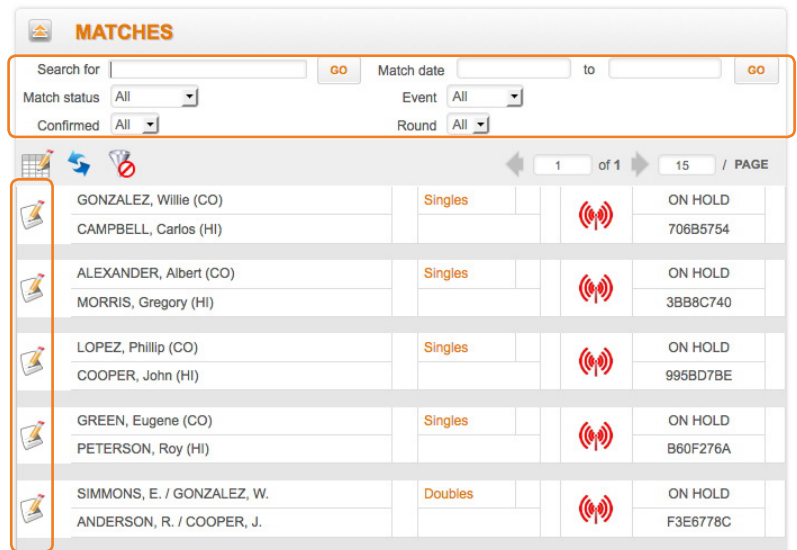 MATCHES
Search for GO Match date to GO
Match status All Event All
Confirmed All Round All
1 of 1 15 / PAGE
GONZALEZ, Willie (CO) Singles ON HOLD
CAMPBELL, Carlos (HI) 706B5754
ALEXANDER, Albert (CO) Singles ON HOLD
MORRIS, Gregory (HI) 3BB8C740
LOPEZ, Phillip (CO) Singles ON HOLD
COOPER, John (HI) 995BD7BE
GREEN, Eugene (CO) Singles ON HOLD
PETERSON, Roy (HI) B60F276A
SIMMONS, E. / GONZALEZ, W. Doubles ON HOLD
ANDERSON, R. / COOPER, J. F3E6778C